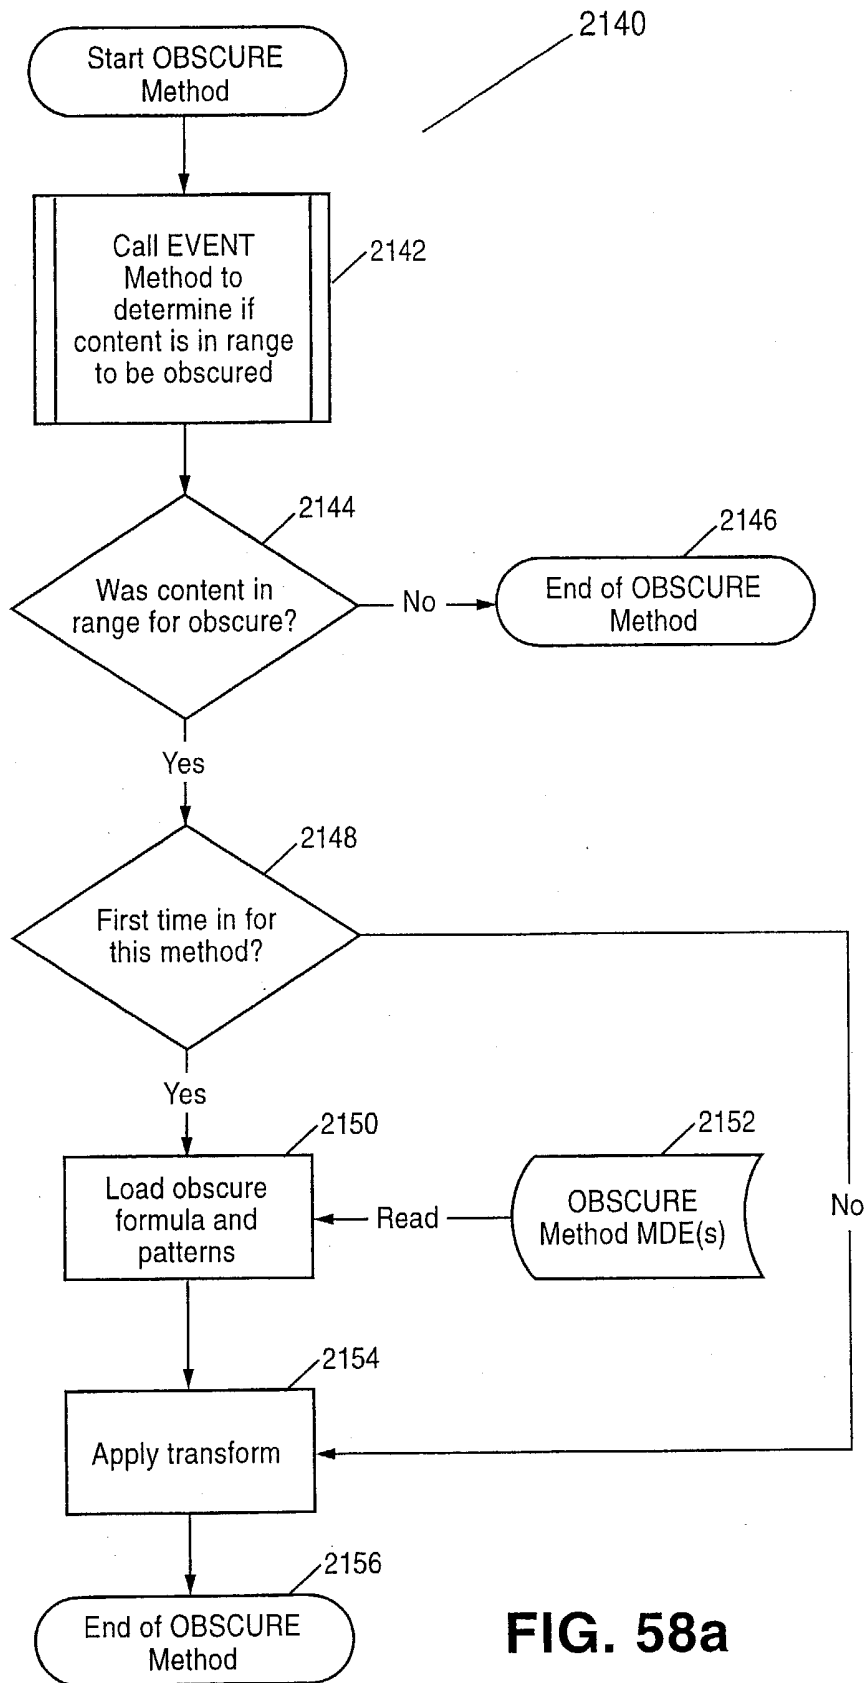 2140
Start OBSCURE
Method
Call EVENT
Method to
determine if
content is in range
to be obscured
2142
2144
Was content in
range for obscure?
No
2146
End of OBSCURE
Method
Yes
2148
First time in for
this method?
Yes
2150
Load obscure
formula and
patterns
Read
2152
OBSCURE
Method MDE(s)
No
2154
Apply transform
2156
End of OBSCURE
Method
FIG. 58a